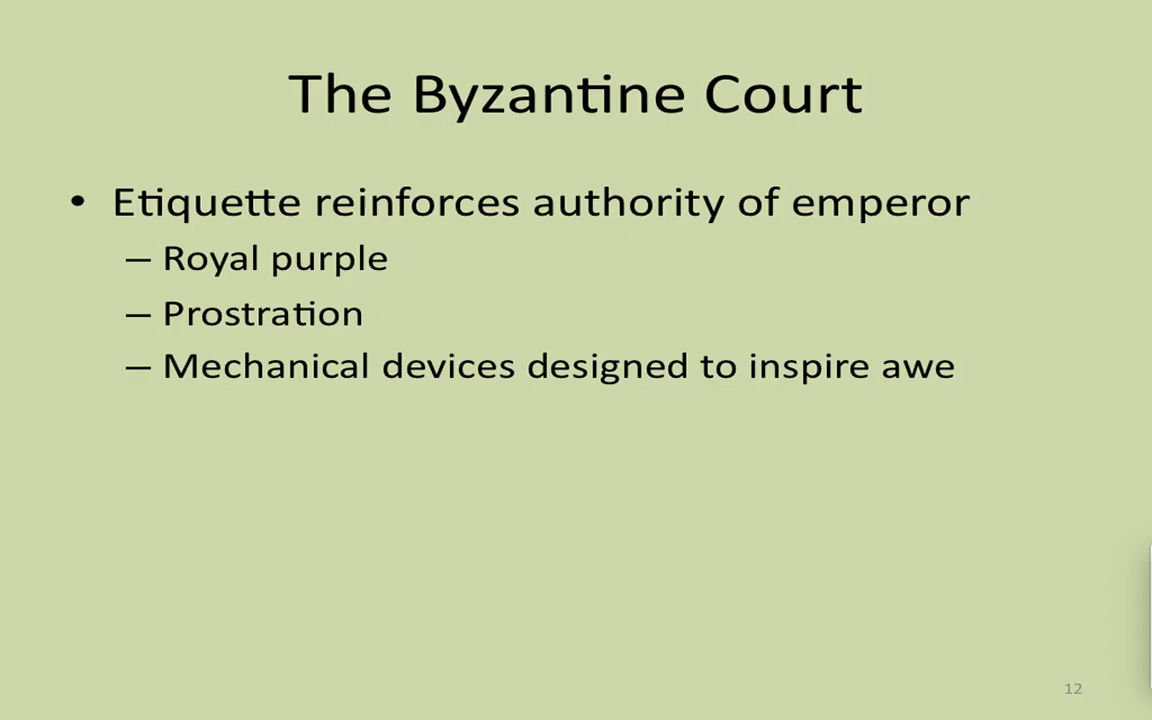 The Byzantine Court
• Etiquette reinforces authority of emperor
– Royal purple
– Prostration
– Mechanical devices designed to inspire awe
12